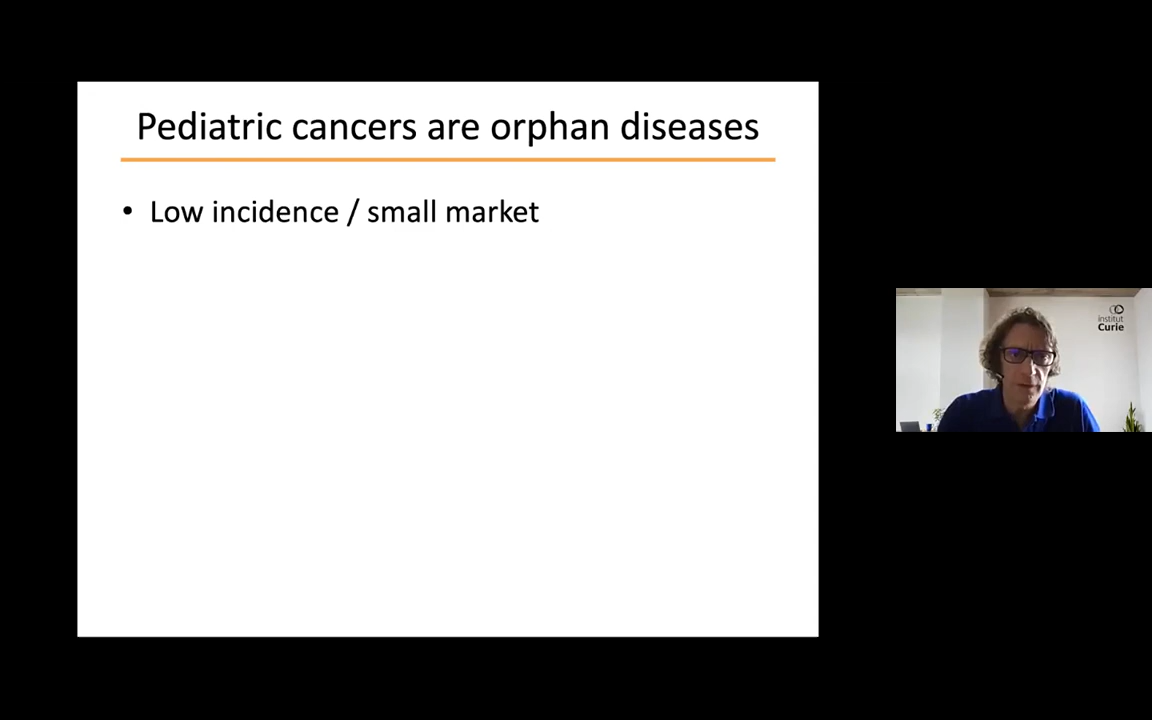 Pediatric cancers are orphan diseases
• Low incidence / small market
institut
Curie